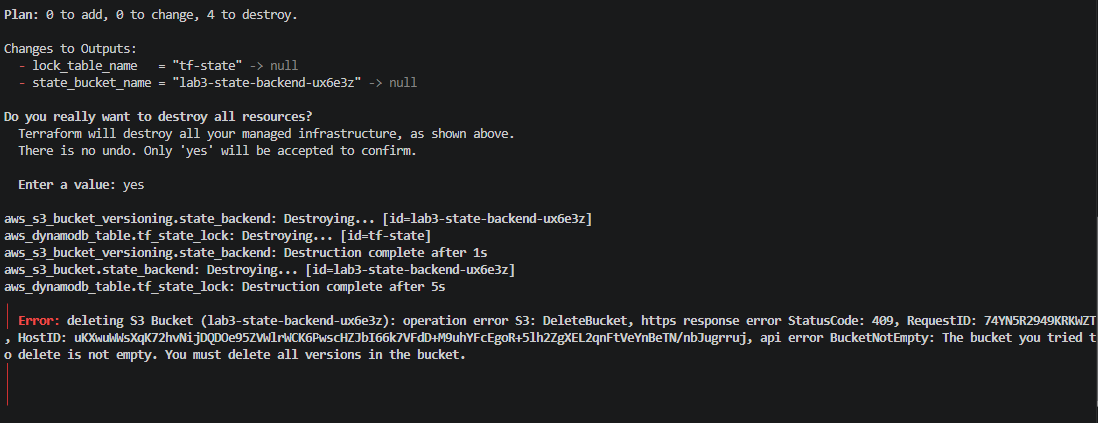 Plan: 0 to add, 0 to change, 4 to destroy.
Changes to Outputs:
- lock_table_name   = "tf-state" -> null
- state_bucket_name = "lab3-state-backend-ux6e3z" -> null
Do you really want to destroy all resources?
Terraform will destroy all your managed infrastructure, as shown above.
There is no undo. Only 'yes' will be accepted to confirm.
Enter a value: yes
aws_s3_bucket_versioning.state_backend: Destroying... [id=lab3-state-backend-ux6e3z]
aws_dynamodb_table.tf_state_lock: Destroying... [id=tf-state]
aws_s3_bucket_versioning.state_backend: Destruction complete after 1s
aws_s3_bucket.state_backend: Destroying... [id=lab3-state-backend-ux6e3z]
aws_dynamodb_table.tf_state_lock: Destruction complete after 5s
Error: deleting S3 Bucket (lab3-state-backend-ux6e3z): operation error S3: DeleteBucket, https response error StatusCode: 409, RequestID: 74YN5R2949KRKWZT
, HostID: uKXwuWWsXqK72hvNijDQDOe95ZVWlrWCK6PwscHZJbI66k7VFdD+M9uhYFcEgoR+5lh2ZgXEL2qnFtVeYnBeTN/nbJugrruj, api error BucketNotEmpty: The bucket you tried t
o delete is not empty. You must delete all versions in the bucket.